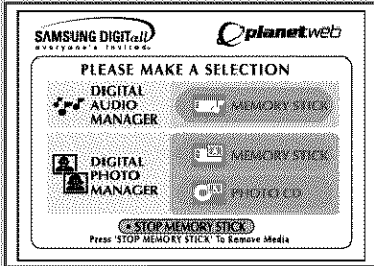 SAMSUNG DIGITall
everyone's invited.
planetweb
PLEASE MAKE A SELECTION
DIGITAL
AUDIO
MANAGER
MEMORY STICK
DIGITAL
PHOTO
MANAGER
MEMORY STICK
PHOTO CD
STOP MEMORY STICK
Press 'STOP MEMORY STICK' To Remove Media